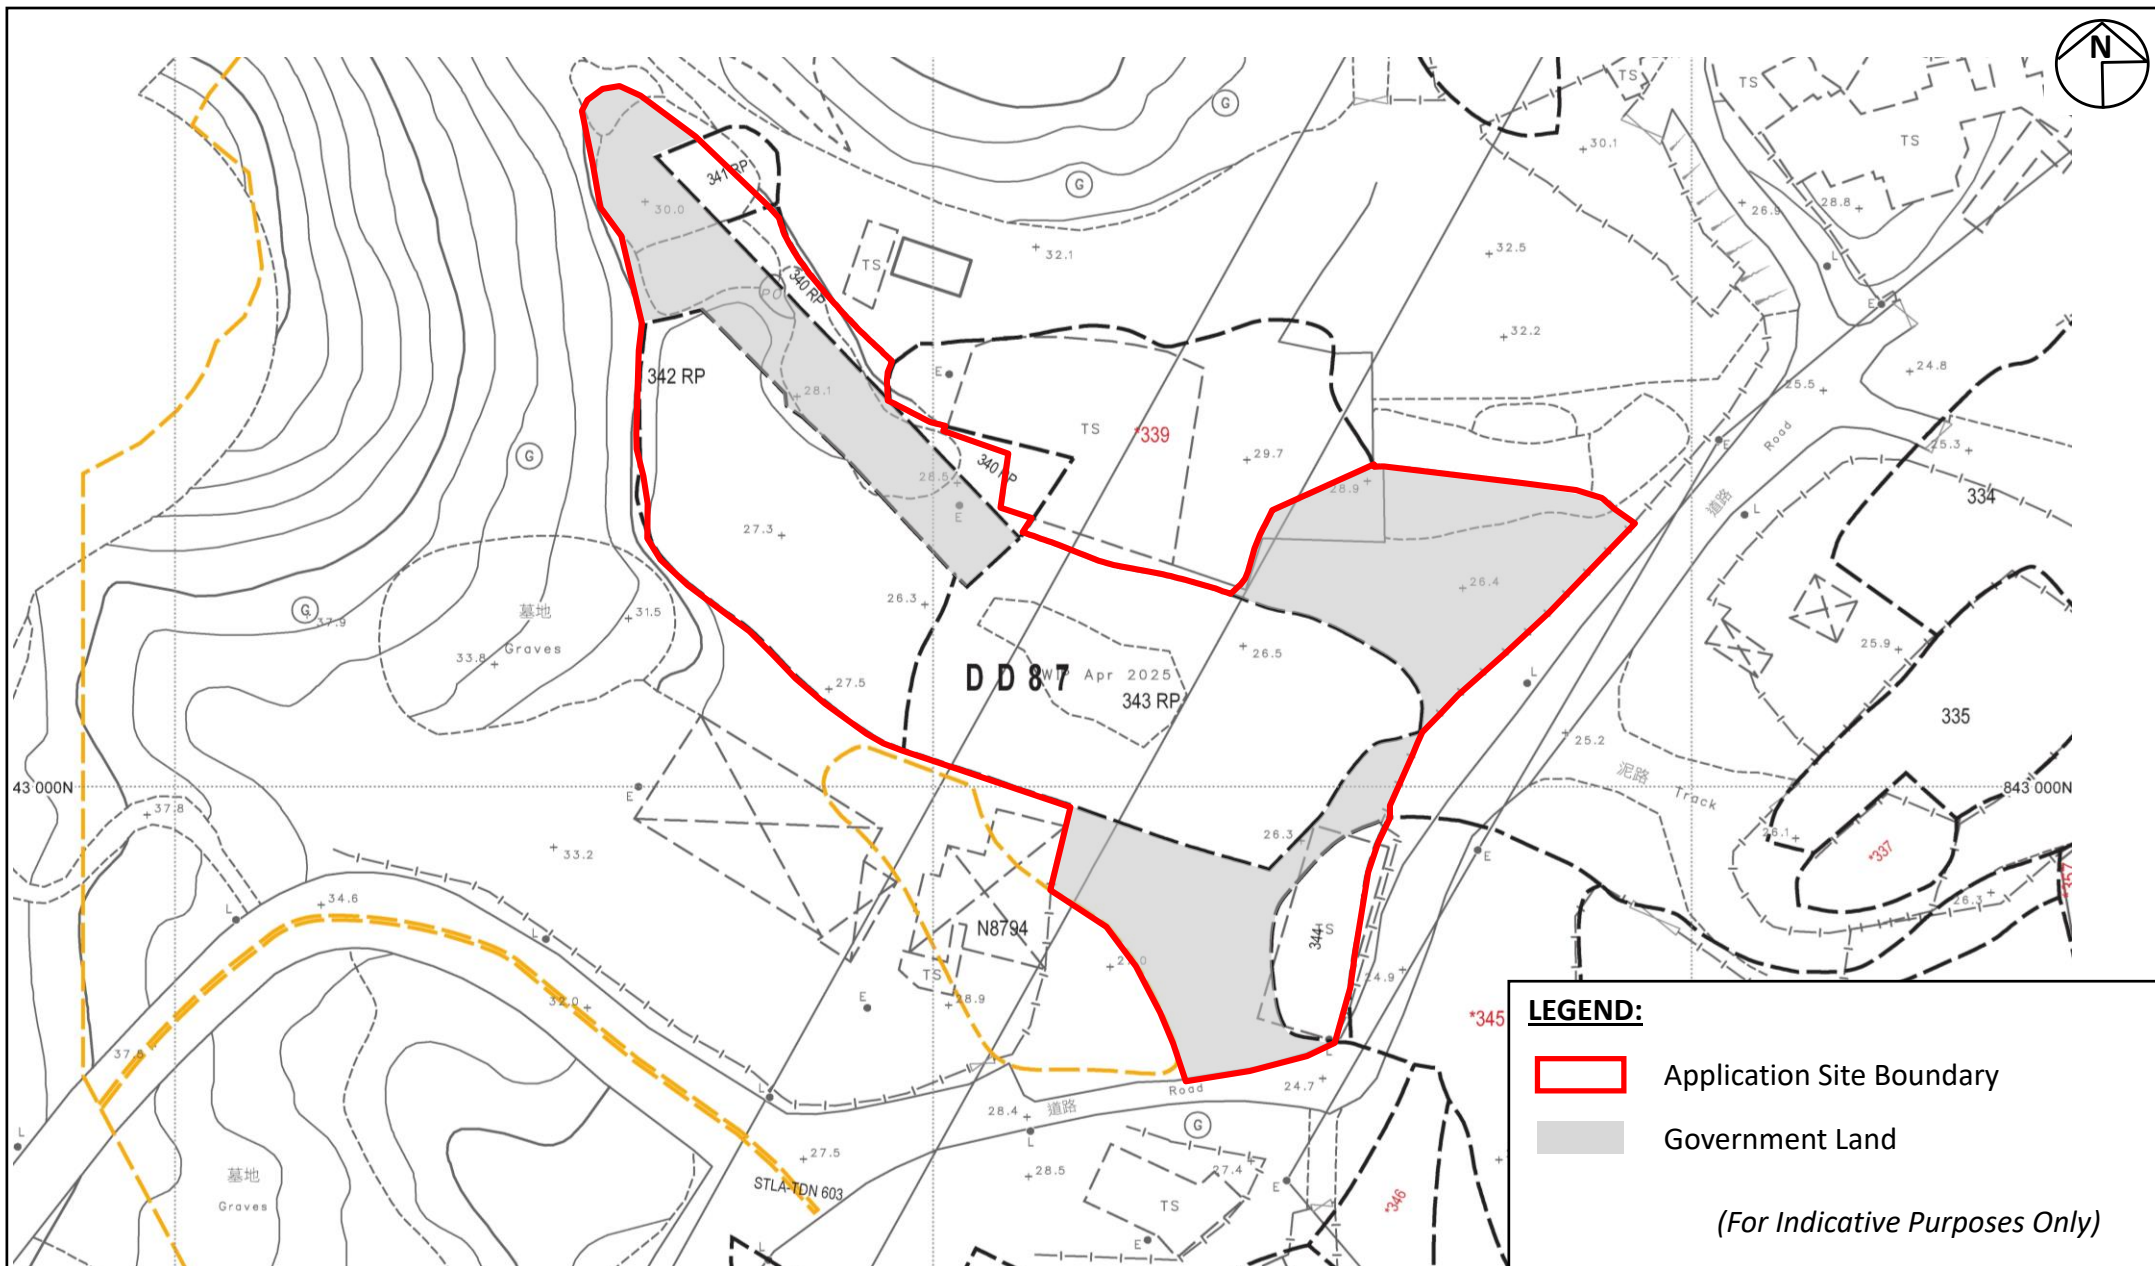 N
TS
TS
TS
G
G
30.1
341 RP
30.0
26.9
28.8
32.5
32.1
TS
L
340 RP
E
32.2
342 RP
E
24.8
25.5
28.1
TS
*339
Road
E
25.3
G
29.7
340 RP
28.5
28.9
334
道路
L
E
27.3
26.4
26.3
G
37.9
墓地
Graves
31.5
33.8
26.5
25.9
D D 8 7
WIP Apr 2025
27.5
343 RP
L
335
25.2
泥路
Track
43 000N
843 000N
E
37.8
26.3
26.1
33.2
E
*337
34.6
L
L
N8794
344
TS
26.3
TS
24.9
32.0
E
28.9
*345
37.8
L
24.7
Road
L
28.4
道路
L
G
L
墓地
Graves
27.5
STLA-TDN 603
28.5
27.4
E
TS
*346
L
E
LEGEND:
Application Site Boundary
Government Land
(For Indicative Purposes Only)